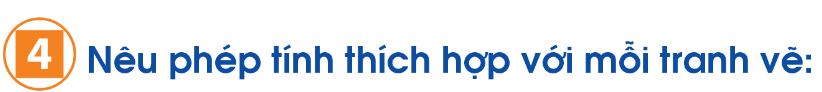 4 Nêu phép tính thích hợp với mỗi tranh vẽ: